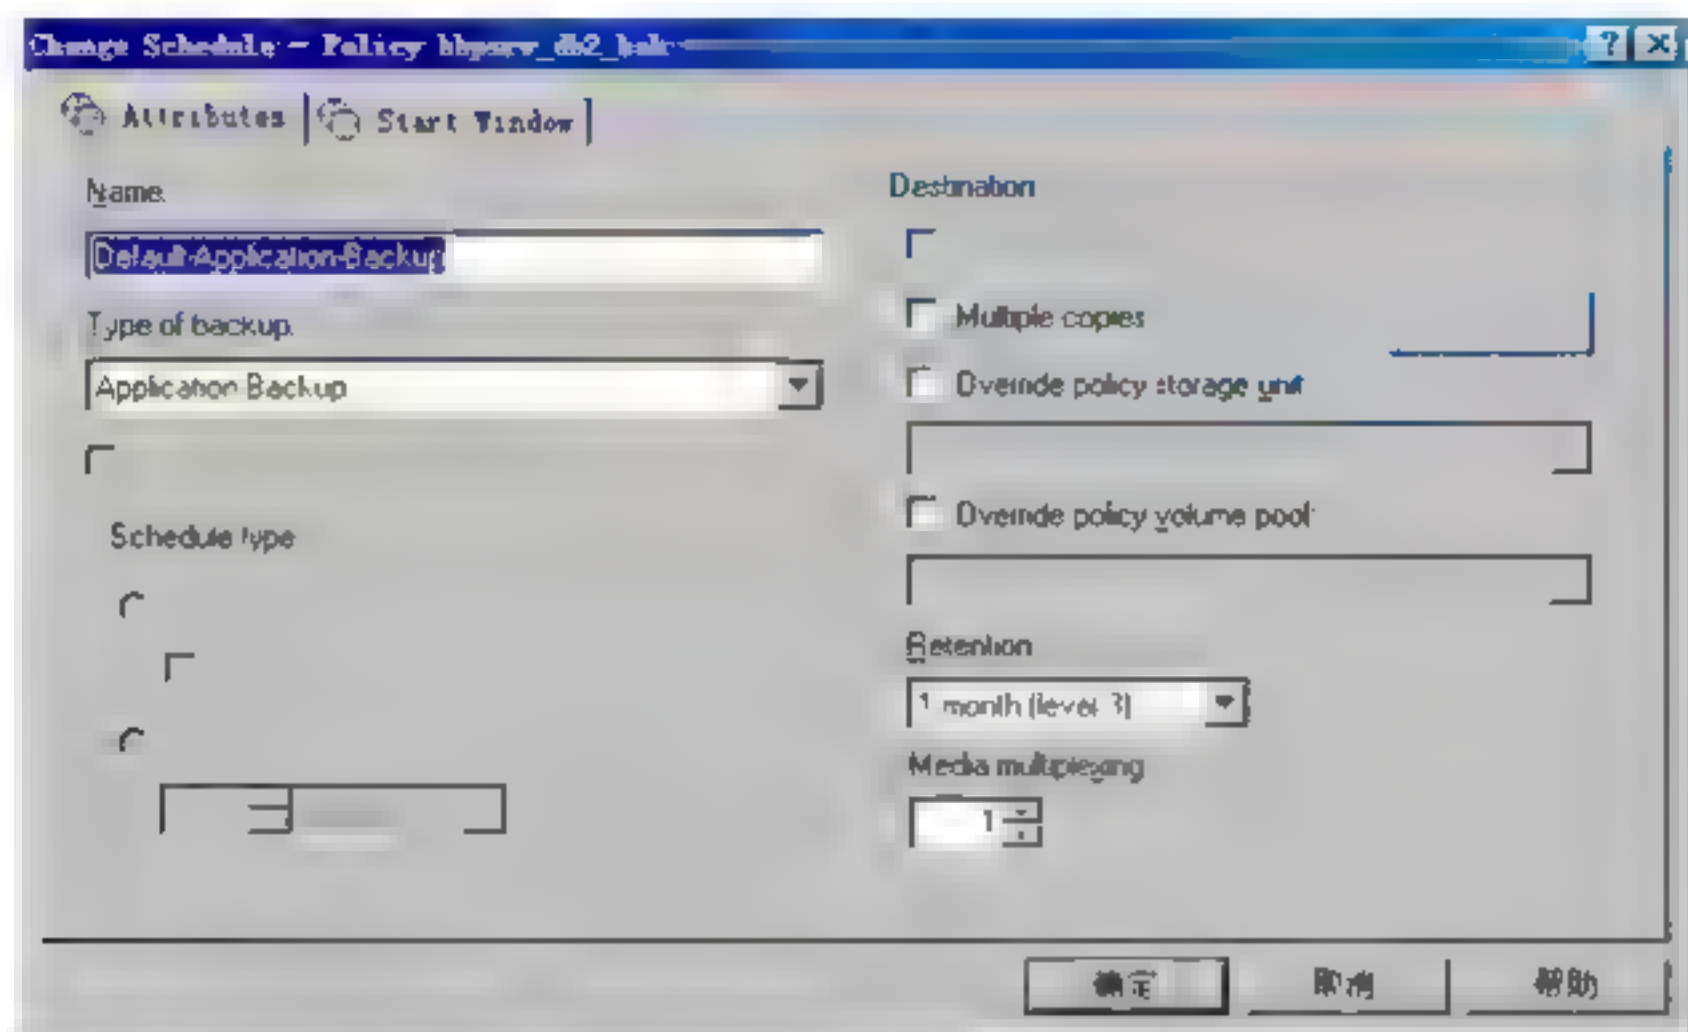 Change Schedule - Policy
Attributes
Start Window
Name
Default-Application-Backup
Type of backup.
Application Backup
Schedule type
Destination
Multiple copies
Override policy storage unit
Override policy volume pool
Retention
1 month (level 3)
Media multiplexing
1
确定
取消
帮助